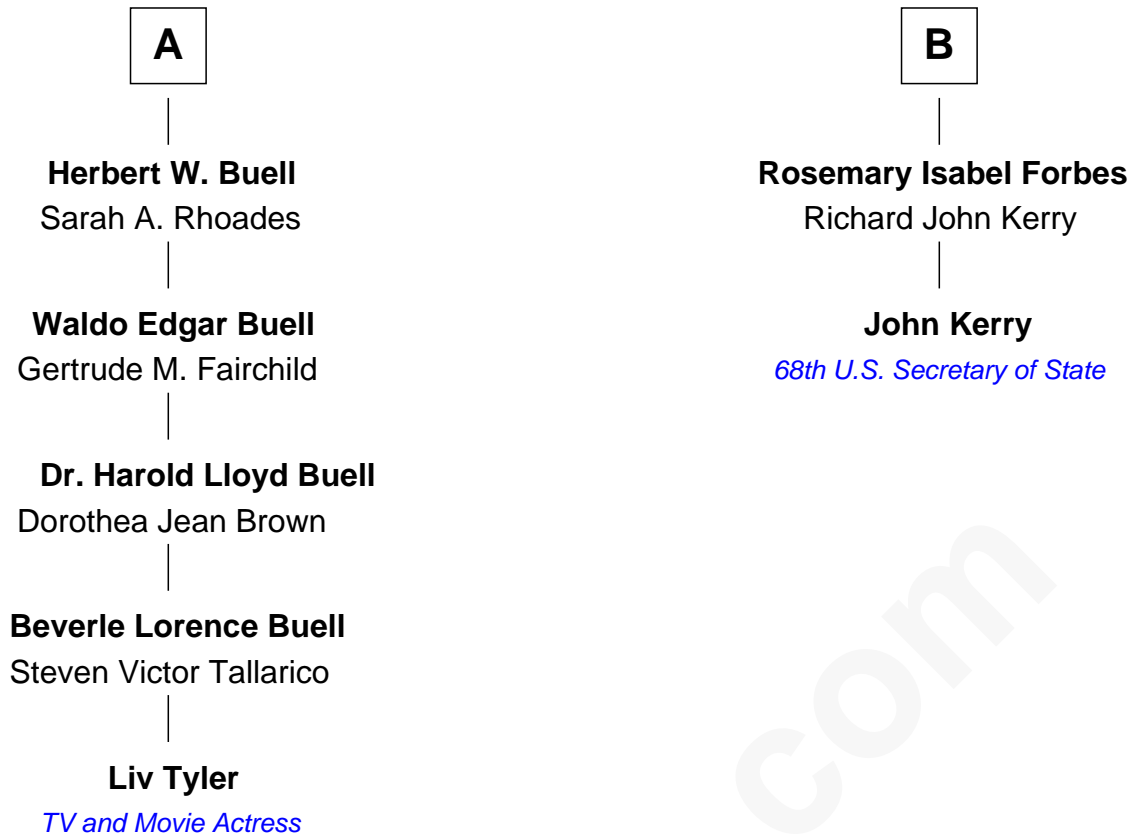 A
Herbert W. Buell
Sarah A. Rhoades
Waldo Edgar Buell
Gertrude M. Fairchild
Dr. Harold Lloyd Buell
Dorothea Jean Brown
Beverle Lorence Buell
Steven Victor Tallarico
Liv Tyler
TV and Movie Actress
B
Rosemary Isabel Forbes
Richard John Kerry
John Kerry
68th U.S. Secretary of State
com